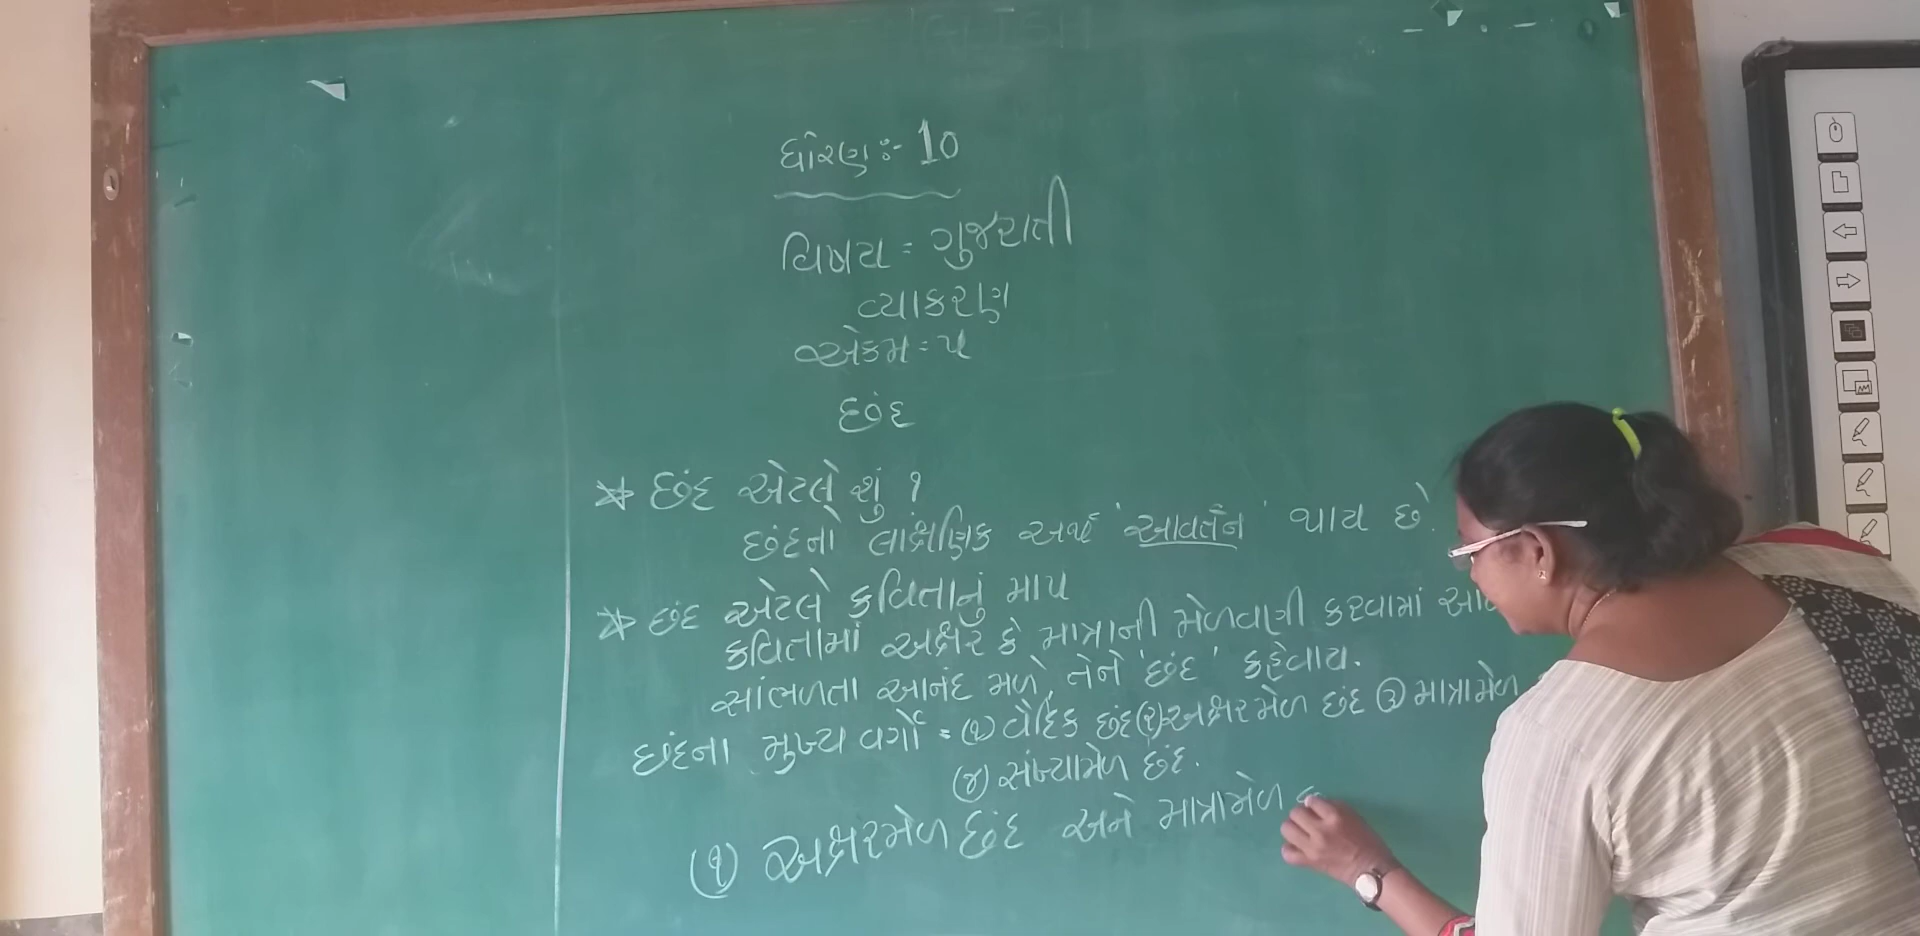 ધોરણ :- 10
વિષય = ગુજરાતી
વ્યાકરણ
એકમ = ૫
છંદ
* છંદ એટલે શું ?
છંદનો લાંક્ષણિક અર્થ 'આવર્તન' થાય છે.
* છંદ એટલે કવિતાનું માપ
કવિતામાં અક્ષર કે માત્રાની મેળવણી કરવામાં
સાંભળતા આનંદ મળે, તેને 'છંદ' કહેવાય.
છંદના મુખ્ય વર્ગો = (૧) વૈદિક છંદ (૨) અક્ષરમેળ છંદ ૩ માત્રામેળ
(૪) સંખ્યામેળ છંદ.
(૧) અક્ષરમેળ છંદ અને માત્રામેળ